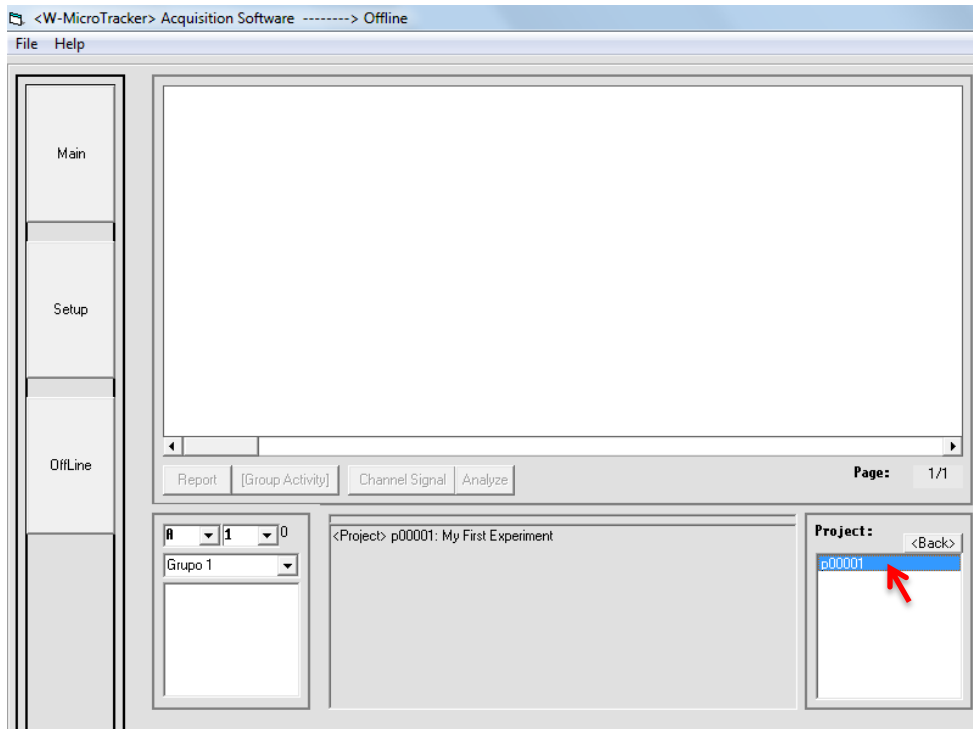 <W-MicroTracker> Acquisition Software --------> Offline
File Help
Main
Setup
OffLine
Report [Group Activity] Channel Signal Analyze
Page: 1/1
A 1 0
Grupo 1
<Project> p00001: My First Experiment
Project:
<Back>
p00001